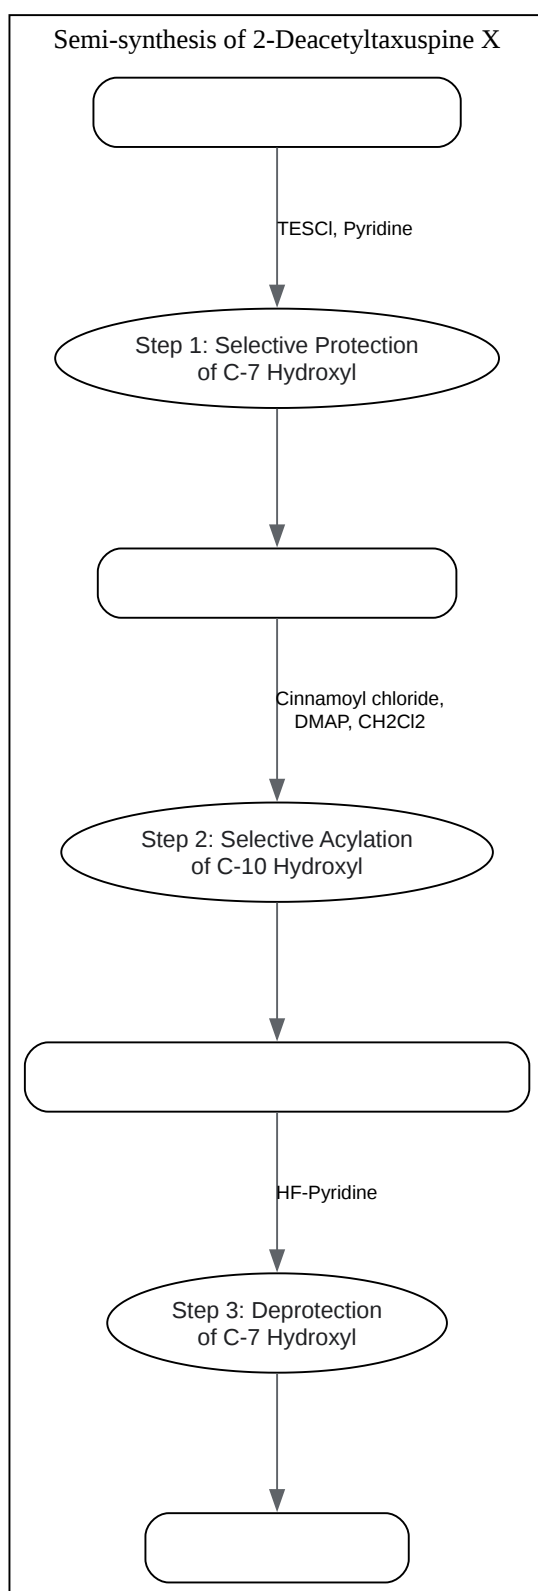 Semi-synthesis of 2-Deacetyltaxuspine X
TESCl, Pyridine
Step 1: Selective Protection
of C-7 Hydroxyl
Cinnamoyl chloride,
DMAP, CH2Cl2
Step 2: Selective Acylation
of C-10 Hydroxyl
HF-Pyridine
Step 3: Deprotection
of C-7 Hydroxyl